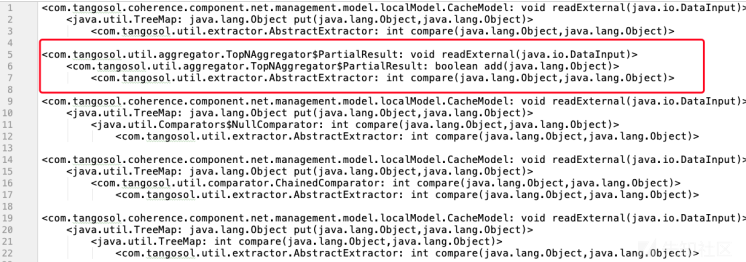 1 <com.tangosol.coherence.component.net.management.model.localModel.CacheModel: void readExternal(java.io.DataInput)>
2 <java.util.TreeMap: java.lang.Object put(java.lang.Object,java.lang.Object)>
3 <com.tangosol.util.extractor.AbstractExtractor: int compare(java.lang.Object,java.lang.Object)>
4
5 <com.tangosol.util.aggregator.TopNAggregator$PartialResult: void readExternal(java.io.DataInput)>
6 <com.tangosol.util.aggregator.TopNAggregator$PartialResult: boolean add(java.lang.Object)>
7 <com.tangosol.util.extractor.AbstractExtractor: int compare(java.lang.Object,java.lang.Object)>
8
9 <com.tangosol.coherence.component.net.management.model.localModel.CacheModel: void readExternal(java.io.DataInput)>
10 <java.util.TreeMap: java.lang.Object put(java.lang.Object,java.lang.Object)>
11 <java.util.Comparators$NullComparator: int compare(java.lang.Object,java.lang.Object)>
12 <com.tangosol.util.extractor.AbstractExtractor: int compare(java.lang.Object,java.lang.Object)>
13
14 <com.tangosol.coherence.component.net.management.model.localModel.CacheModel: void readExternal(java.io.DataInput)>
15 <java.util.TreeMap: java.lang.Object put(java.lang.Object,java.lang.Object)>
16 <com.tangosol.util.comparator.ChainedComparator: int compare(java.lang.Object,java.lang.Object)>
17 <com.tangosol.util.extractor.AbstractExtractor: int compare(java.lang.Object,java.lang.Object)>
18
19 <com.tangosol.coherence.component.net.management.model.localModel.CacheModel: void readExternal(java.io.DataInput)>
20 <java.util.TreeMap: java.lang.Object put(java.lang.Object,java.lang.Object)>
21 <java.util.TreeMap: int compare(java.lang.Object,java.lang.Object)>
22 <com.tangosol.util.extractor.AbstractExtractor: int compare(java.lang.Object,java.lang.Object)>